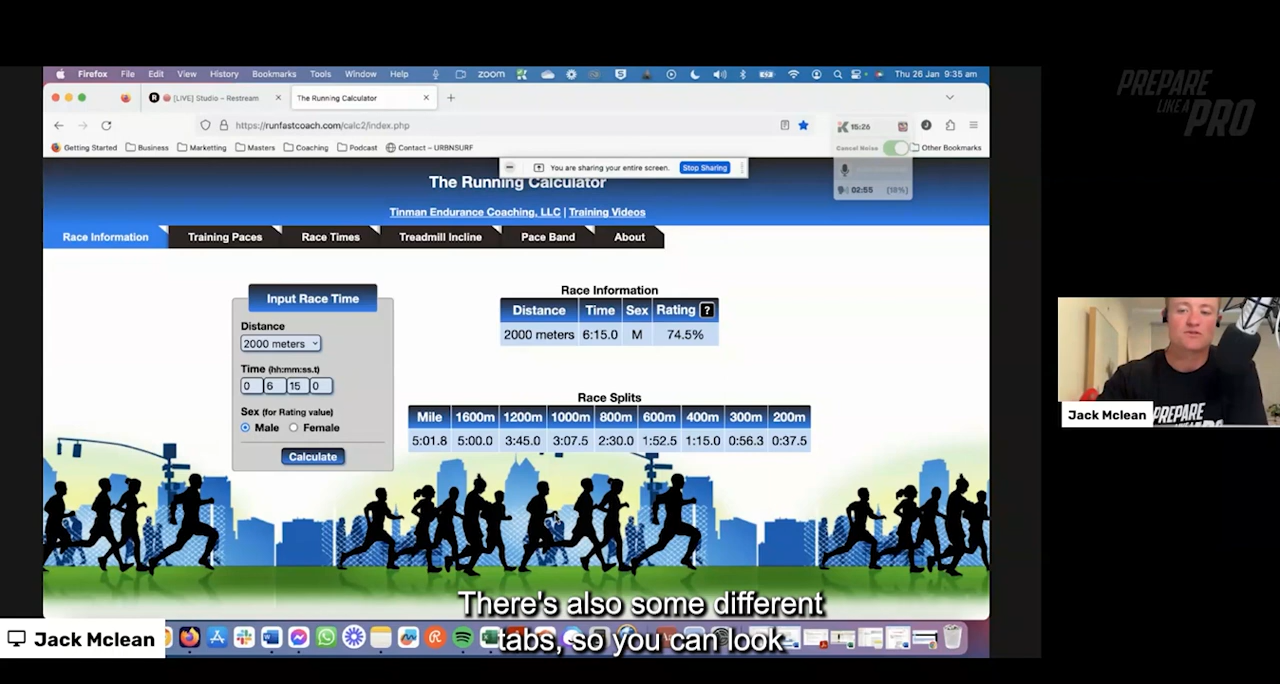 Firefox File Edit View History Bookmarks Tools Window Help zoom Thu 26 Jan 9:35 am
PREPARE
LIKE A
PRO
[LIVE] Studio - Restream
The Running Calculator
https://runfastcoach.com/calc2/index.php
15:26
Getting Started Business Marketting Masters Coaching Podcast Contact — URBNSURF Cancel Noise Other Bookmarks
You are sharing your entire screen. Stop Sharing
The Running Calculator
02:55 (18%)
Tinman Endurance Coaching, LLC | Training Videos
Race Information Training Paces Race Times Treadmill Incline Pace Band About
Input Race Time
Distance
2000 meters
Time (hh:mm:ss.t)
0 6 15 0
Sex (for Rating value)
Male Female
Calculate
Race Information
Distance Time Sex Rating ?
2000 meters 6:15.0 M 74.5%
Race Splits
Mile 1600m 1200m 1000m 800m 600m 400m 300m 200m
5:01.8 5:00.0 3:45.0 3:07.5 2:30.0 1:52.5 1:15.0 0:56.3 0:37.5
Jack Mclean
PREPARE
There's also some different
tabs, so you can look
Jack Mclean